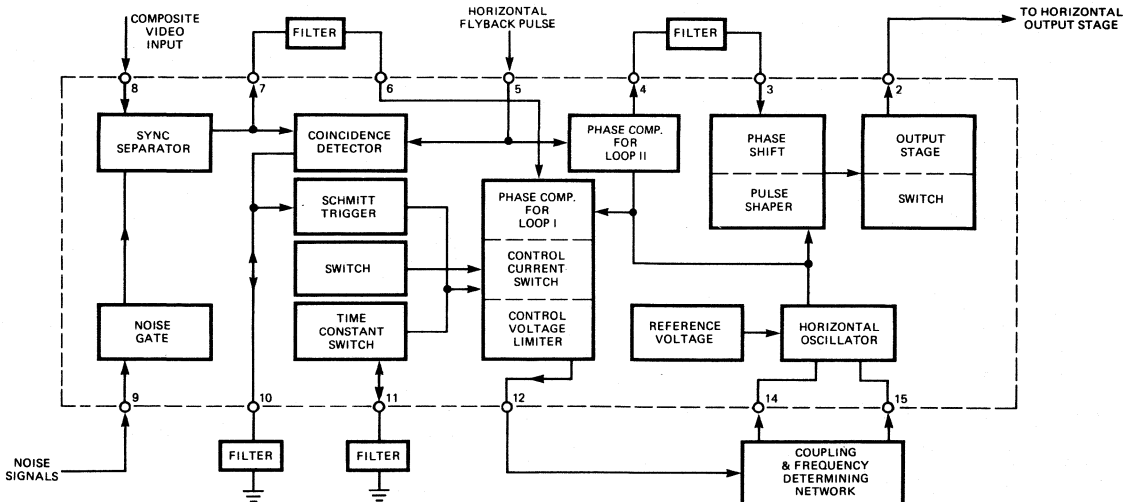 COMPOSITE
VIDEO
INPUT
FILTER
HORIZONTAL
FLYBACK PULSE
FILTER
TO HORIZONTAL
OUTPUT STAGE
8
7
6
5
4
3
2
SYNC
SEPARATOR
COINCIDENCE
DETECTOR
PHASE COMP.
FOR
LOOP II
PHASE
SHIFT
PULSE
SHAPER
OUTPUT
STAGE
SWITCH
SCHMITT
TRIGGER
PHASE COMP.
FOR
LOOP I
SWITCH
CONTROL
CURRENT
SWITCH
NOISE
GATE
TIME
CONSTANT
SWITCH
CONTROL
VOLTAGE
LIMITER
REFERENCE
VOLTAGE
HORIZONTAL
OSCILLATOR
9
10
11
12
14
15
NOISE
SIGNALS
FILTER
FILTER
COUPLING
& FREQUENCY
DETERMINING
NETWORK